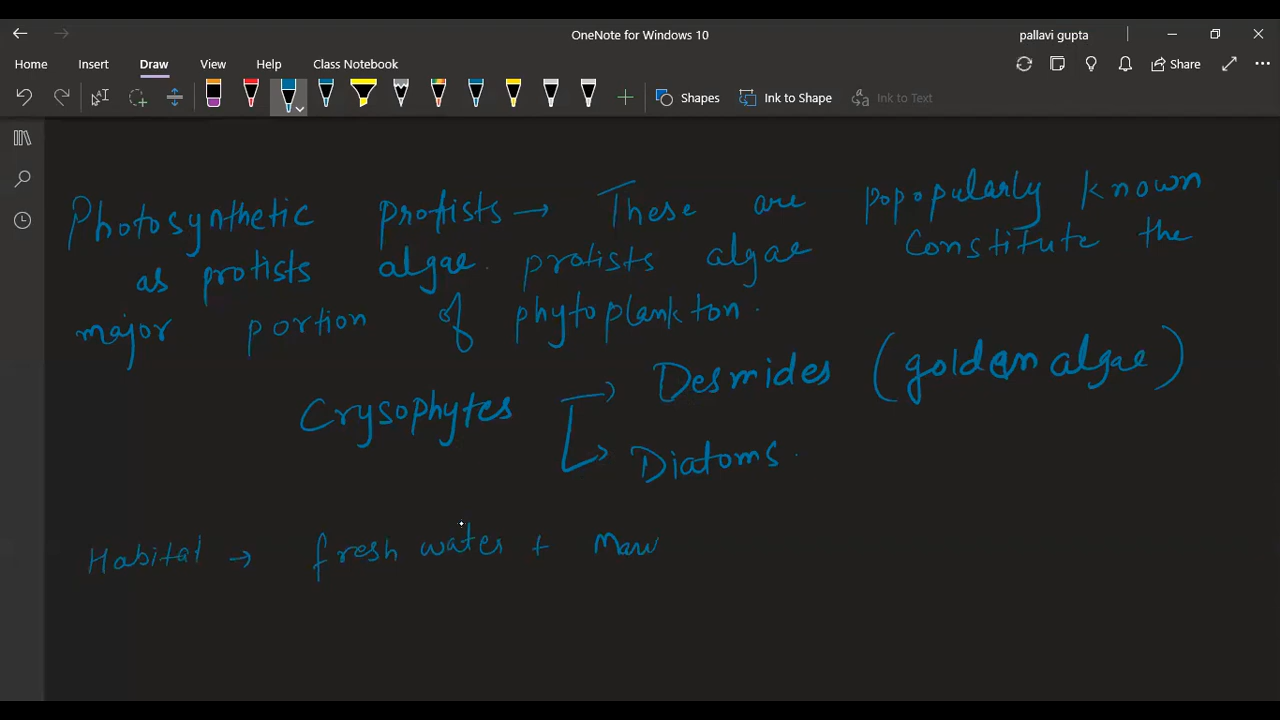 OneNote for Windows 10
pallavi gupta
Home Insert Draw View Help Class Notebook
Share
Shapes Ink to Shape Ink to Text
Photosynthetic protists → These are popopularly known
as protists algae. protists algae constitute the
major portion of phytoplankton.
Crysophytes Desmides (golden algae)
Diatoms.
Habitat → fresh water +